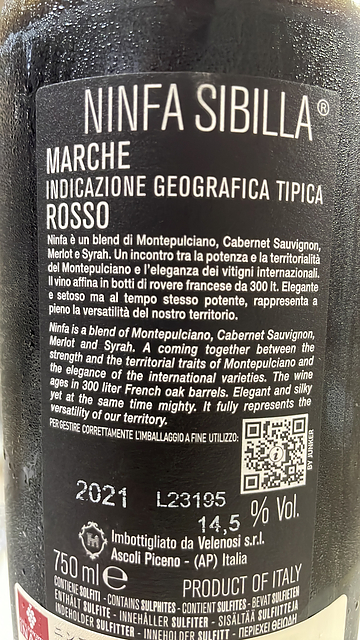 NINFA SIBILLA®
MARCHE
INDICAZIONE GEOGRAFICA TIPICA
ROSSO
Ninfa è un blend di Montepulciano, Cabernet Sauvignon,
Merlot e Syrah. Un incontro tra la potenza e la territorialità
del Montepulciano e l'eleganza dei vitigni internazionali.
Il vino affina in botti di rovere francese da 300 lt. Elegante
e setoso ma al tempo stesso potente, rappresenta a
pieno la versatilità del nostro territorio.
Ninfa is a blend of Montepulciano, Cabernet Sauvignon,
Merlot and Syrah. A coming together between the
strength and the territorial traits of Montepulciano and
the elegance of the international varieties. The wine
ages in 300 liter French oak barrels. Elegant and silky
yet at the same time mighty. It fully represents the
versatility of our territory.
PER GESTIRE CORRETTAMENTE L'IMBALLAGGIO A FINE UTILIZZO:
BY JUNKER
2021 L23195
14,5 % Vol.
Imbottigliato da Velenosi s.r.l.
Ascoli Piceno - (AP) Italia
750 ml e
PRODUCT OF ITALY
CONTIENE SOLFITI - CONTAINS SULPHITES - CONTIENT SULFITES - BEVAT SULFIETEN
ENTHÄLT SULFITE - INNEHÅLLER SULFITER - SISÄLTÄÄ SULFIITTEJA
INDEHOLDER SULFITTER - INNEHOLDER SULFITT - ΠΕΡΙΕΧΕΙ ΘΕΙΩΔΗ